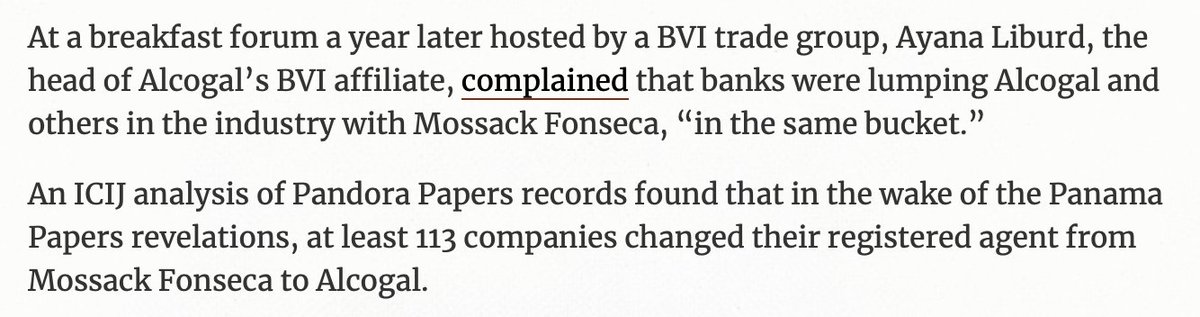 At a breakfast forum a year later hosted by a BVI trade group, Ayana Liburd, the
head of Alcogal’s BVI affiliate, complained that banks were lumping Alcogal and
others in the industry with Mossack Fonseca, “in the same bucket.”
An ICIJ analysis of Pandora Papers records found that in the wake of the Panama
Papers revelations, at least 113 companies changed their registered agent from
Mossack Fonseca to Alcogal.